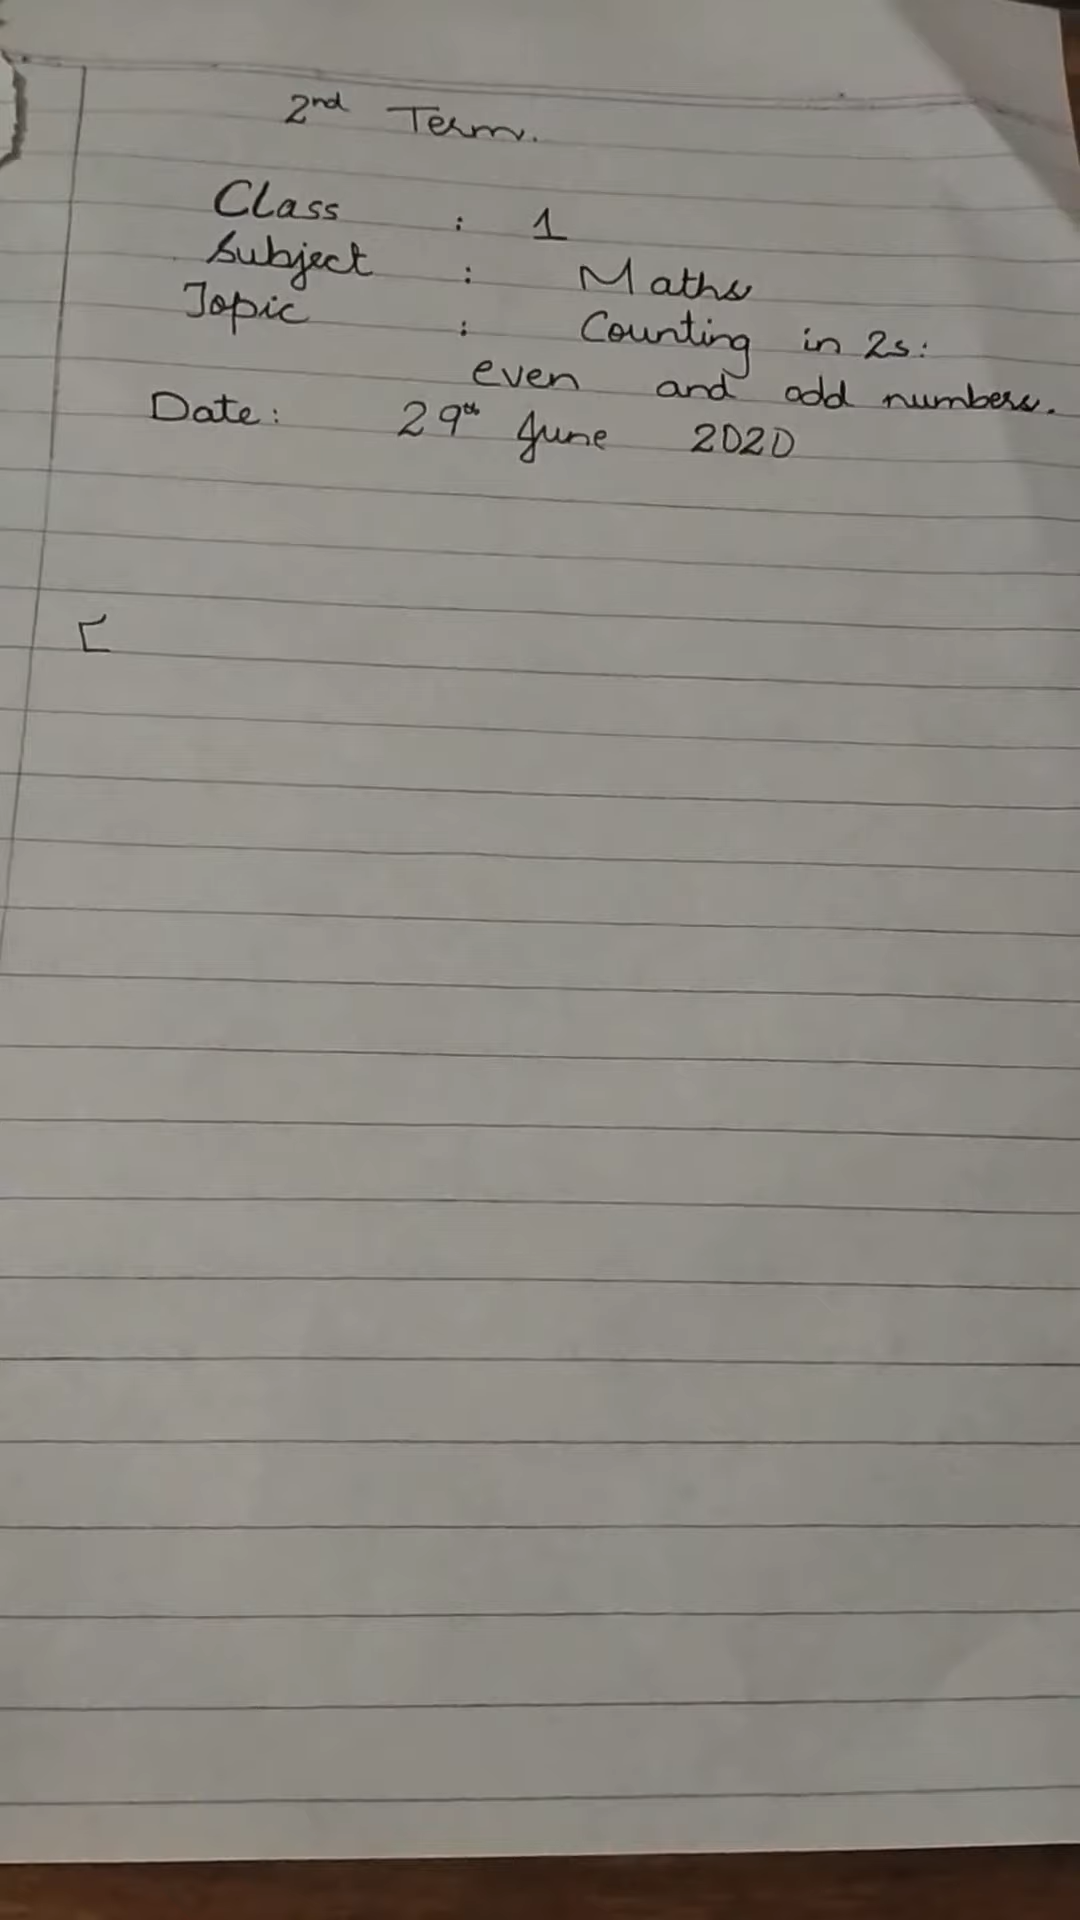 2nd Term.
Class : 1
Subject : Maths
Topic : Counting in 2s:
even and odd numbers.
Date: 29th June 2020
[